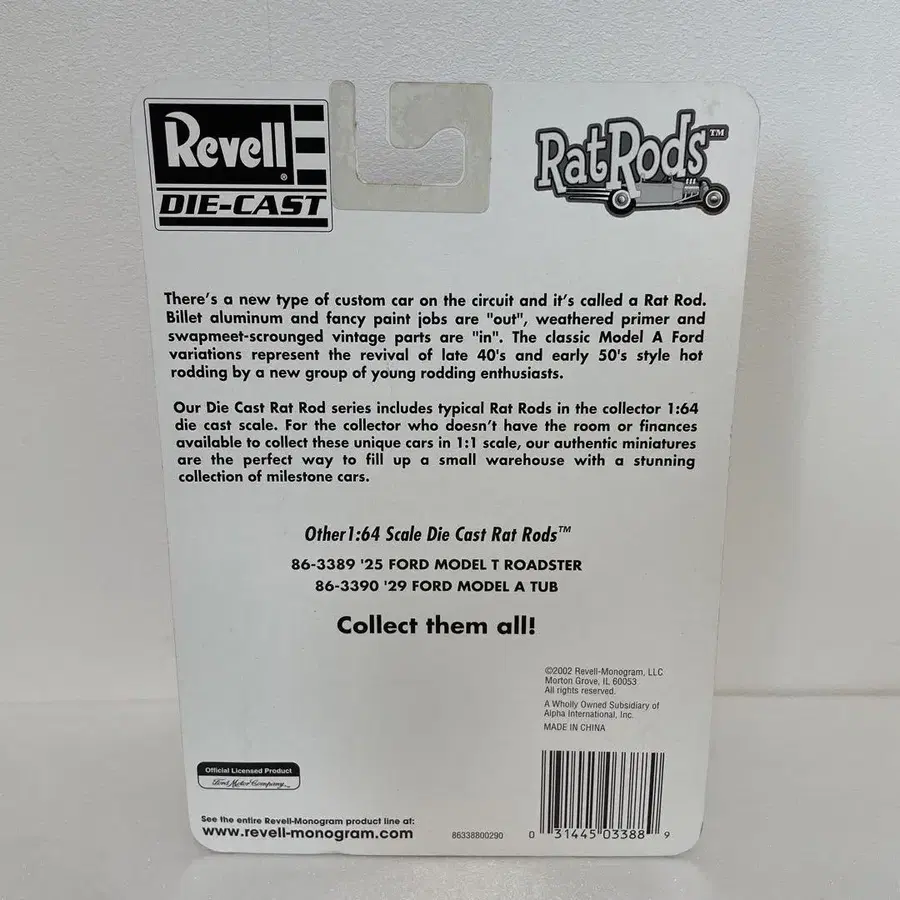 Revell®
DIE-CAST
RatRods™
There's a new type of custom car on the circuit and it's called a Rat Rod.
Billet aluminum and fancy paint jobs are "out", weathered primer and
swapmeet-scrounged vintage parts are "in". The classic Model A Ford
variations represent the revival of late 40's and early 50's style hot
rodding by a new group of young rodding enthusiasts.
Our Die Cast Rat Rod series includes typical Rat Rods in the collector 1:64
die cast scale. For the collector who doesn't have the room or finances
available to collect these unique cars in 1:1 scale, our authentic miniatures
are the perfect way to fill up a small warehouse with a stunning
collection of milestone cars.
Other 1:64 Scale Die Cast Rat Rods™
86-3389 '25 FORD MODEL T ROADSTER
86-3390 '29 FORD MODEL A TUB
Collect them all!
©2002 Revell-Monogram, LLC
Morton Grove, IL 60053
All rights reserved.
A Wholly Owned Subsidiary of
Alpha International, Inc.
MADE IN CHINA
Official Licensed Product
Ford Motor Company
See the entire Revell-Monogram product line at:
www.revell-monogram.com
86338800290
0 31445 03388 9